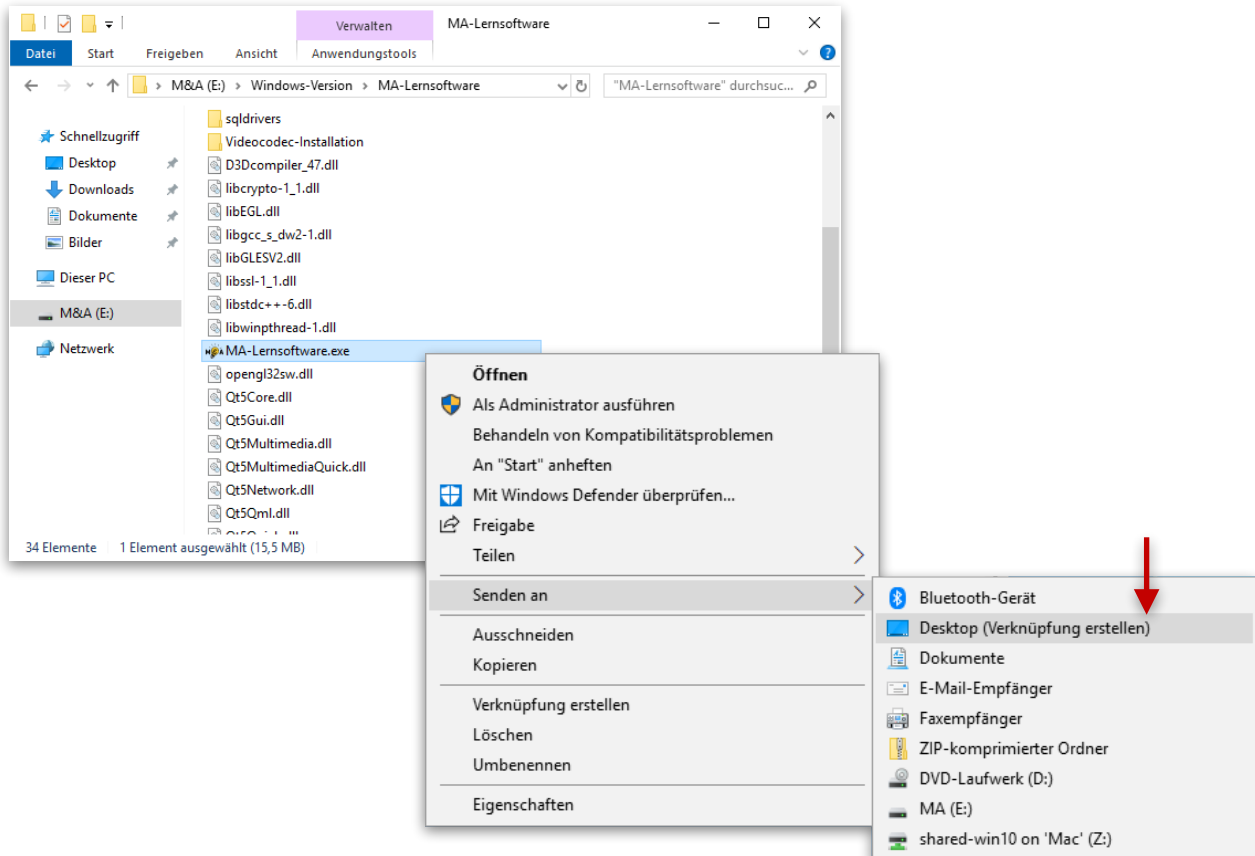 Verwalten
MA-Lernsoftware
Datei
Start
Freigeben
Ansicht
Anwendungstools
M&A (E:) > Windows-Version > MA-Lernsoftware
"MA-Lernsoftware" durchsuc...
Schnellzugriff
Desktop
Downloads
Dokumente
Bilder
Dieser PC
M&A (E:)
Netzwerk
sqldrivers
Videocodec-Installation
D3Dcompiler_47.dll
libcrypto-1_1.dll
libEGL.dll
libgcc_s_dw2-1.dll
libGLESV2.dll
libssl-1_1.dll
libstdc++-6.dll
libwinpthread-1.dll
MA-Lernsoftware.exe
opengl32sw.dll
Qt5Core.dll
Qt5Gui.dll
Qt5Multimedia.dll
Qt5MultimediaQuick.dll
Qt5Network.dll
Qt5Qml.dll
34 Elemente
1 Element ausgewählt (15,5 MB)
Öffnen
Als Administrator ausführen
Behandeln von Kompatibilitätsproblemen
An "Start" anheften
Mit Windows Defender überprüfen...
Freigabe
Teilen
Senden an
Ausschneiden
Kopieren
Verknüpfung erstellen
Löschen
Umbenennen
Eigenschaften
Bluetooth-Gerät
Desktop (Verknüpfung erstellen)
Dokumente
E-Mail-Empfänger
Faxempfänger
ZIP-komprimierter Ordner
DVD-Laufwerk (D:)
MA (E:)
shared-win10 on 'Mac' (Z:)